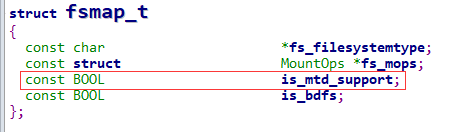 struct fsmap_t
{
const char *fs_filesystemtype;
const struct MountOps *fs_mops;
const BOOL is_mtd_support;
const BOOL is_bdfs;
};